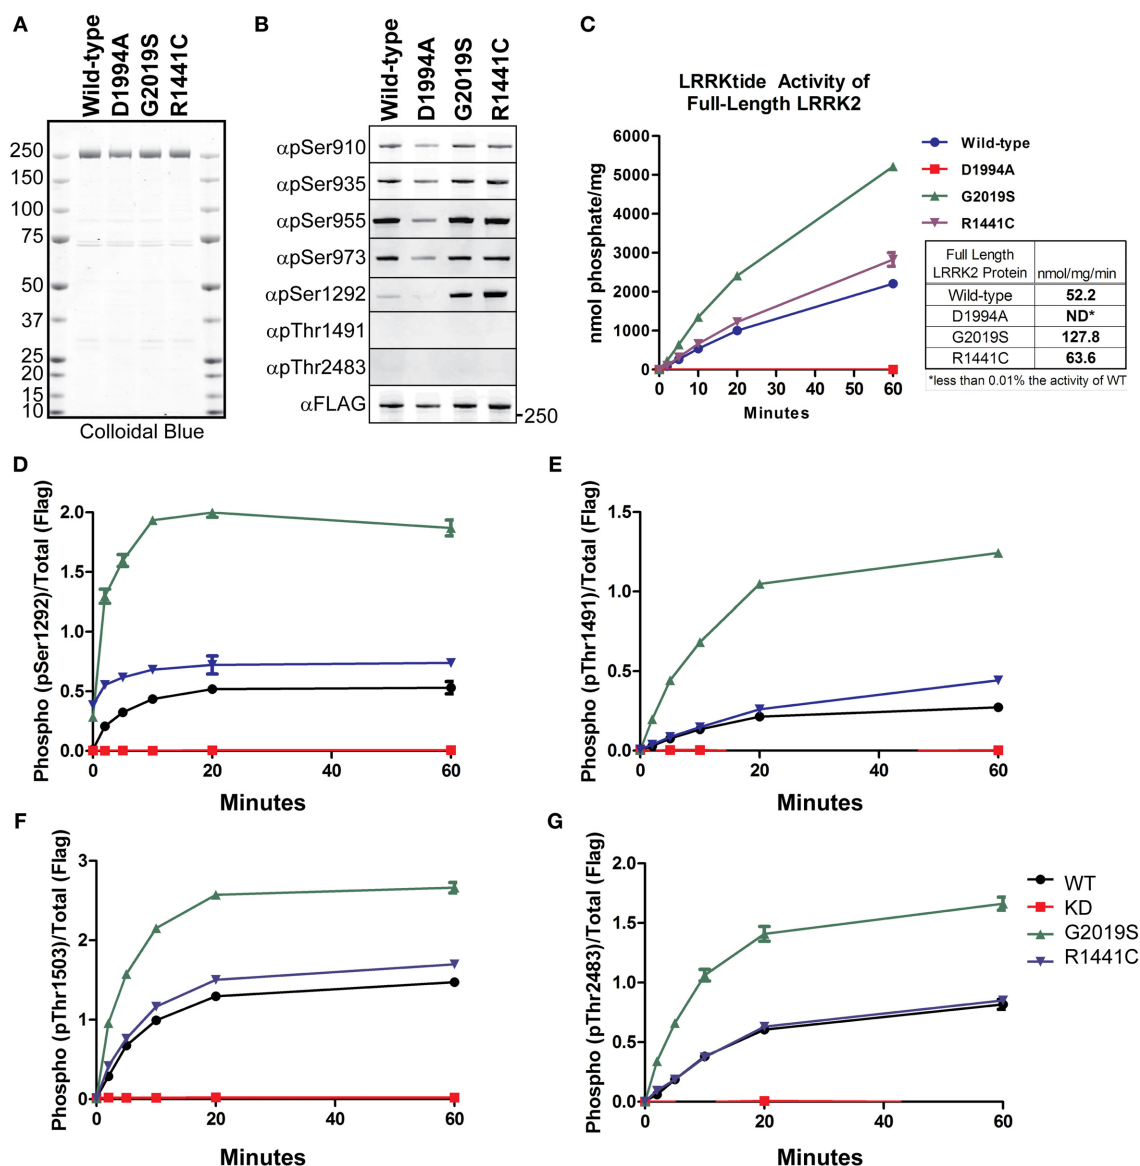 A
Wild-type
D1994A
G2019S
R1441C
250
150
100
75
50
37
25
20
15
10
Colloidal Blue
B
Wild-type
D1994A
G2019S
R1441C
αpSer910
αpSer935
αpSer955
αpSer973
αpSer1292
αpThr1491
αpThr2483
αFLAG
-250
C
LRRKtide Activity of
Full-Length LRRK2
nmol phosphate/mg
6000
5000
4000
3000
2000
1000
0
0 10 20 30 40 50 60
Minutes
Wild-type
D1994A
G2019S
R1441C
Full Length
LRRK2 Protein nmol/mg/min
Wild-type 52.2
D1994A ND*
G2019S 127.8
R1441C 63.6
*less than 0.01% the activity of WT
D
Phospho (pSer1292)/Total (Flag)
2.0
1.5
1.0
0.5
0.0
0 20 40 60
Minutes
E
Phospho (pThr1491)/Total (Flag)
1.5
1.0
0.5
0.0
0 20 40 60
Minutes
F
Phospho (pThr1503)/Total (Flag)
3
2
1
0
0 20 40 60
Minutes
G
Phospho (pThr2483)/Total (Flag)
2.0
1.5
1.0
0.5
0.0
0 20 40 60
Minutes
WT
KD
G2019S
R1441C